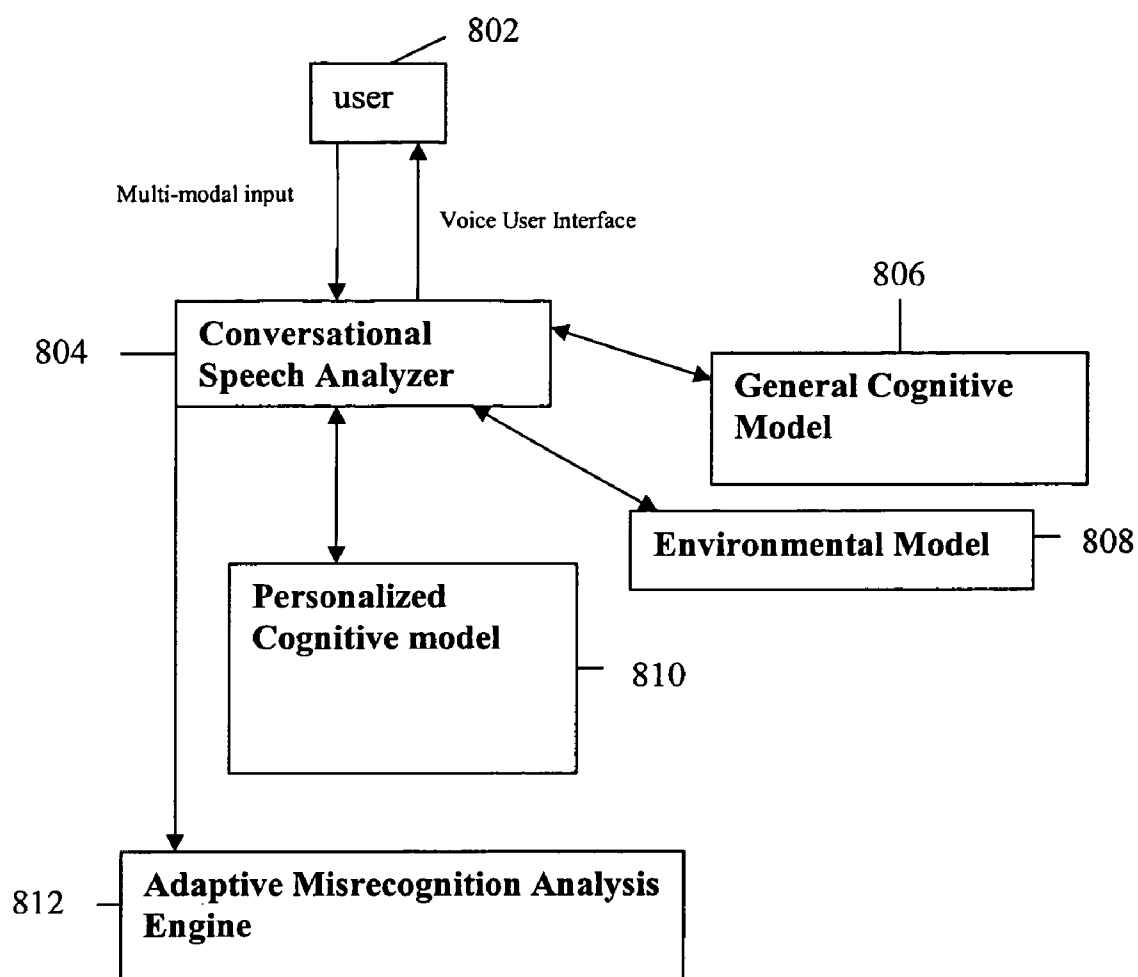 802
user
Multi-modal input
Voice User Interface
806
804
Conversational
Speech Analyzer
General Cognitive
Model
Environmental Model
808
Personalized
Cognitive model
810
812
Adaptive Misrecognition Analysis
Engine